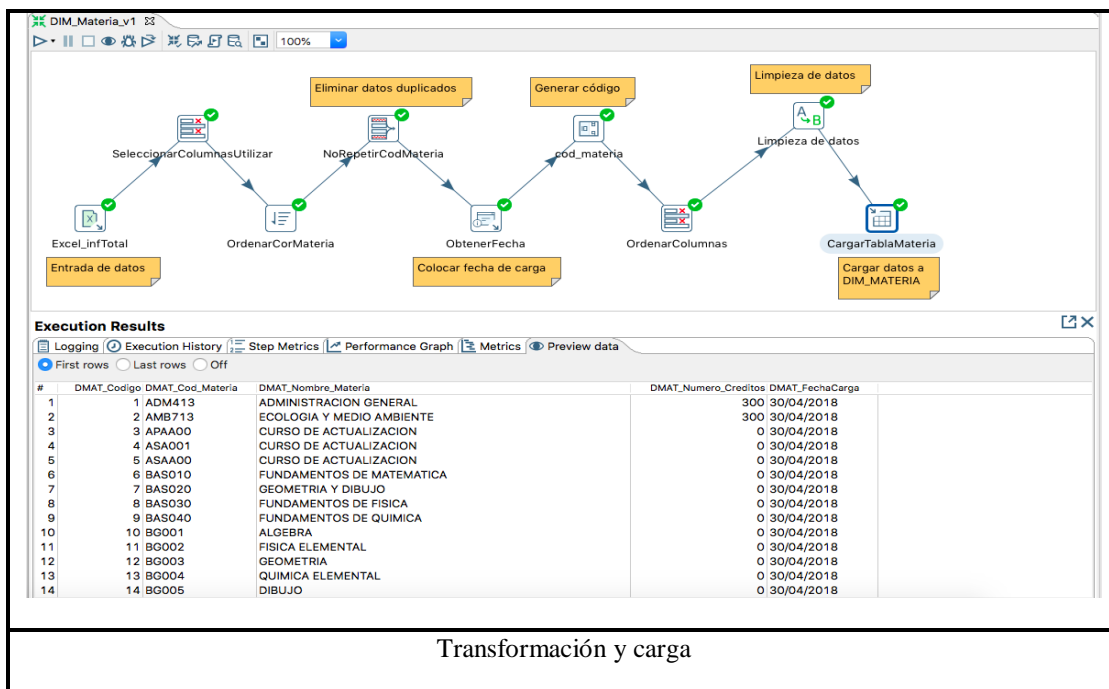 DIM_Materia_v1
100%
Limpieza de datos
Eliminar datos duplicados
Generar código
SeleccionarColumnasUtilizar
NoRepetirCodMateria
cod_materia
Limpieza de datos
Excel_infTotal
OrdenarCorMateria
ObtenerFecha
OrdenarColumnas
CargarTablaMateria
Entrada de datos
Colocar fecha de carga
Cargar datos a
DIM_MATERIA
Execution Results
Logging Execution History Step Metrics Performance Graph Metrics Preview data
First rows Last rows Off
# DMAT_Codigo DMAT_Cod_Materia DMAT_Nombre_Materia DMAT_Numero_Creditos DMAT_FechaCarga
1 1 ADM413 ADMINISTRACION GENERAL 300 30/04/2018
2 2 AMB713 ECOLOGIA Y MEDIO AMBIENTE 300 30/04/2018
3 3 APAA00 CURSO DE ACTUALIZACION 0 30/04/2018
4 4 ASA001 CURSO DE ACTUALIZACION 0 30/04/2018
5 5 ASAA00 CURSO DE ACTUALIZACION 0 30/04/2018
6 6 BAS010 FUNDAMENTOS DE MATEMATICA 0 30/04/2018
7 7 BAS020 GEOMETRIA Y DIBUJO 0 30/04/2018
8 8 BAS030 FUNDAMENTOS DE FISICA 0 30/04/2018
9 9 BAS040 FUNDAMENTOS DE QUIMICA 0 30/04/2018
10 10 BG001 ALGEBRA 0 30/04/2018
11 11 BG002 FISICA ELEMENTAL 0 30/04/2018
12 12 BG003 GEOMETRIA 0 30/04/2018
13 13 BG004 QUIMICA ELEMENTAL 0 30/04/2018
14 14 BG005 DIBUJO 0 30/04/2018
Transformación y carga